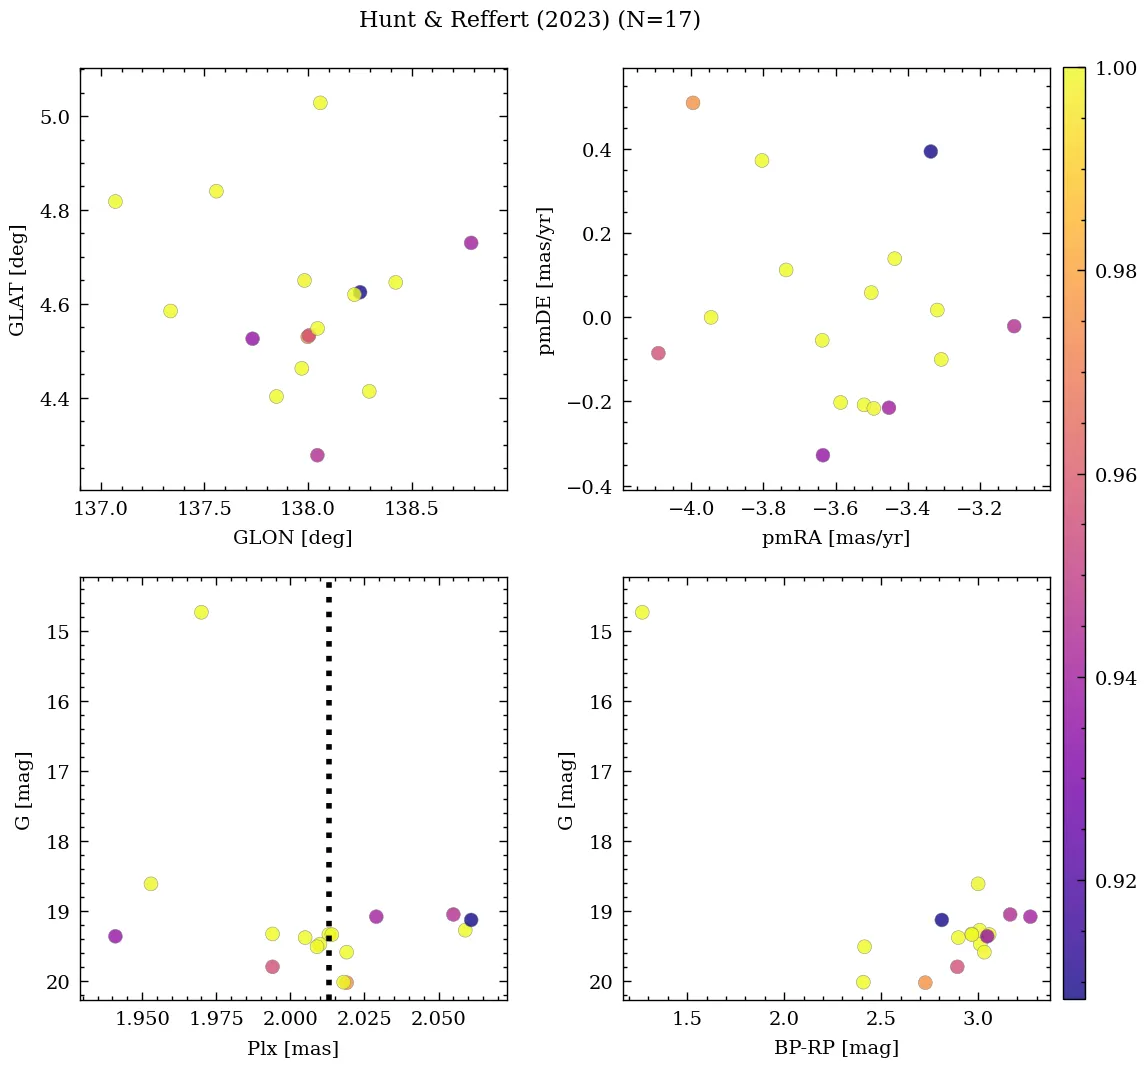 Hunt & Reffert (2023) (N=17)
5.0
4.8
4.6
4.4
GLAT [deg]
137.0 137.5 138.0 138.5
GLON [deg]
0.4
0.2
0.0
−0.2
−0.4
pmDE [mas/yr]
−4.0 −3.8 −3.6 −3.4 −3.2
pmRA [mas/yr]
15
16
17
18
19
20
G [mag]
1.950 1.975 2.000 2.025 2.050
Plx [mas]
15
16
17
18
19
20
G [mag]
1.5 2.0 2.5 3.0
BP-RP [mag]
1.00
0.98
0.96
0.94
0.92